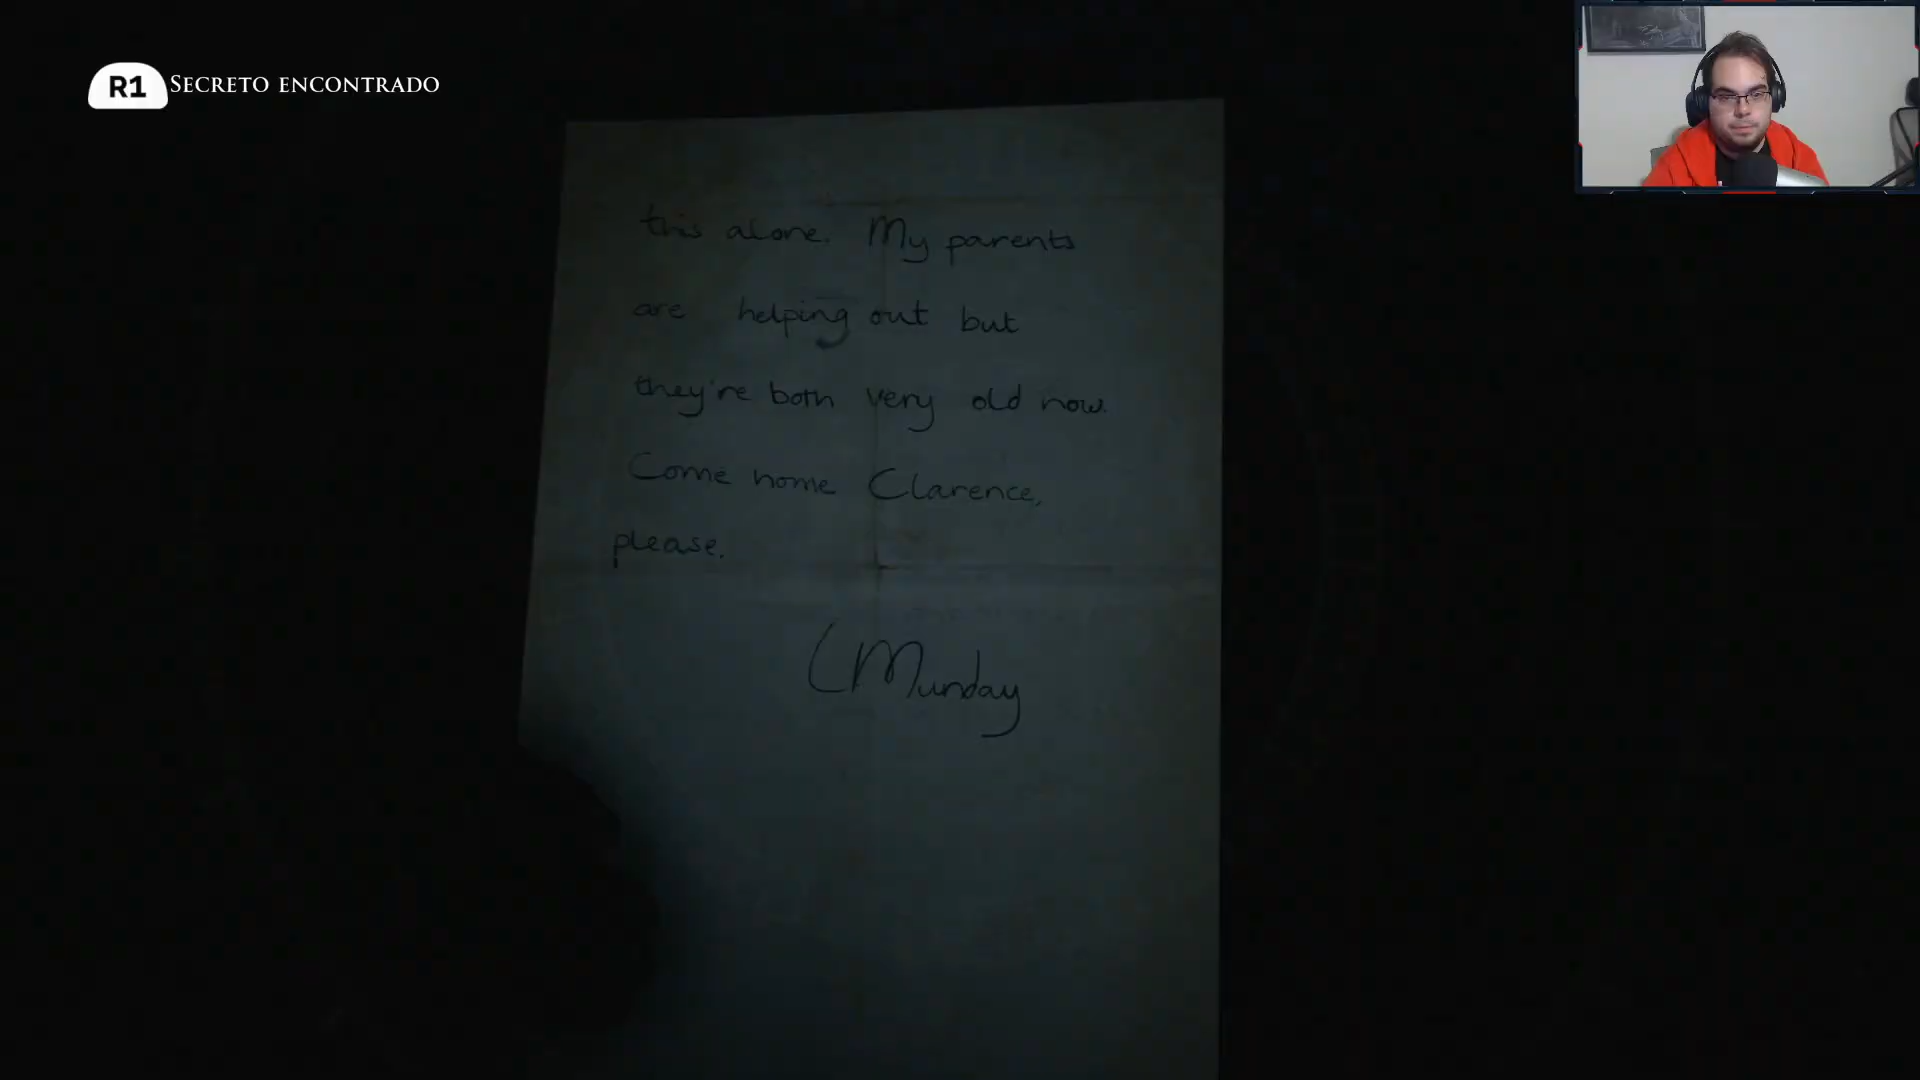 R1 SECRETO ENCONTRADO
this alone. My parents
are helping out but
they're both very old now.
Come home Clarence,
please.
LMunday